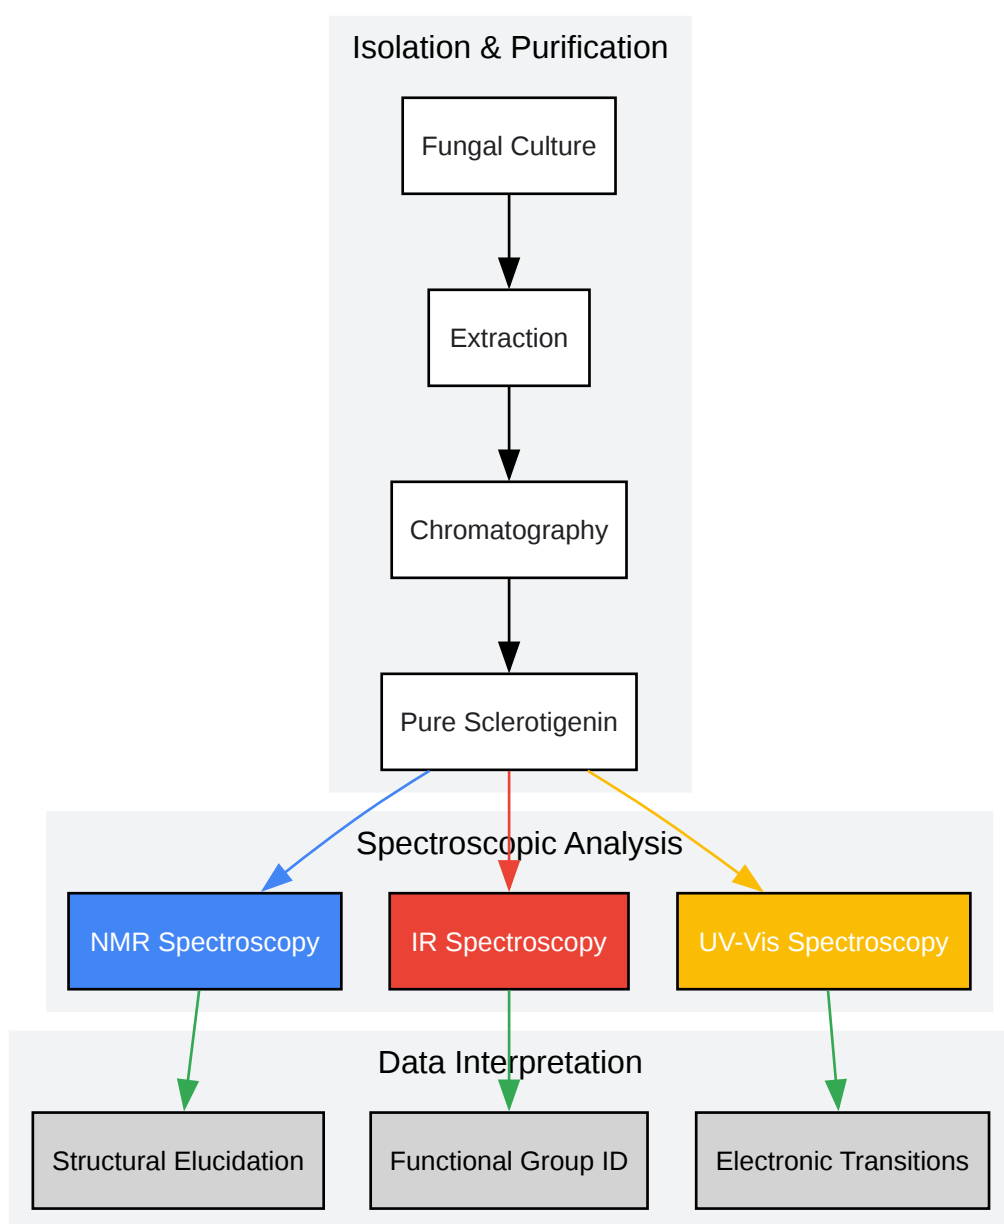 Isolation & Purification
Fungal Culture
Extraction
Chromatography
Pure Sclerotigenin
Spectroscopic Analysis
NMR Spectroscopy
IR Spectroscopy
UV-Vis Spectroscopy
Data Interpretation
Structural Elucidation
Functional Group ID
Electronic Transitions